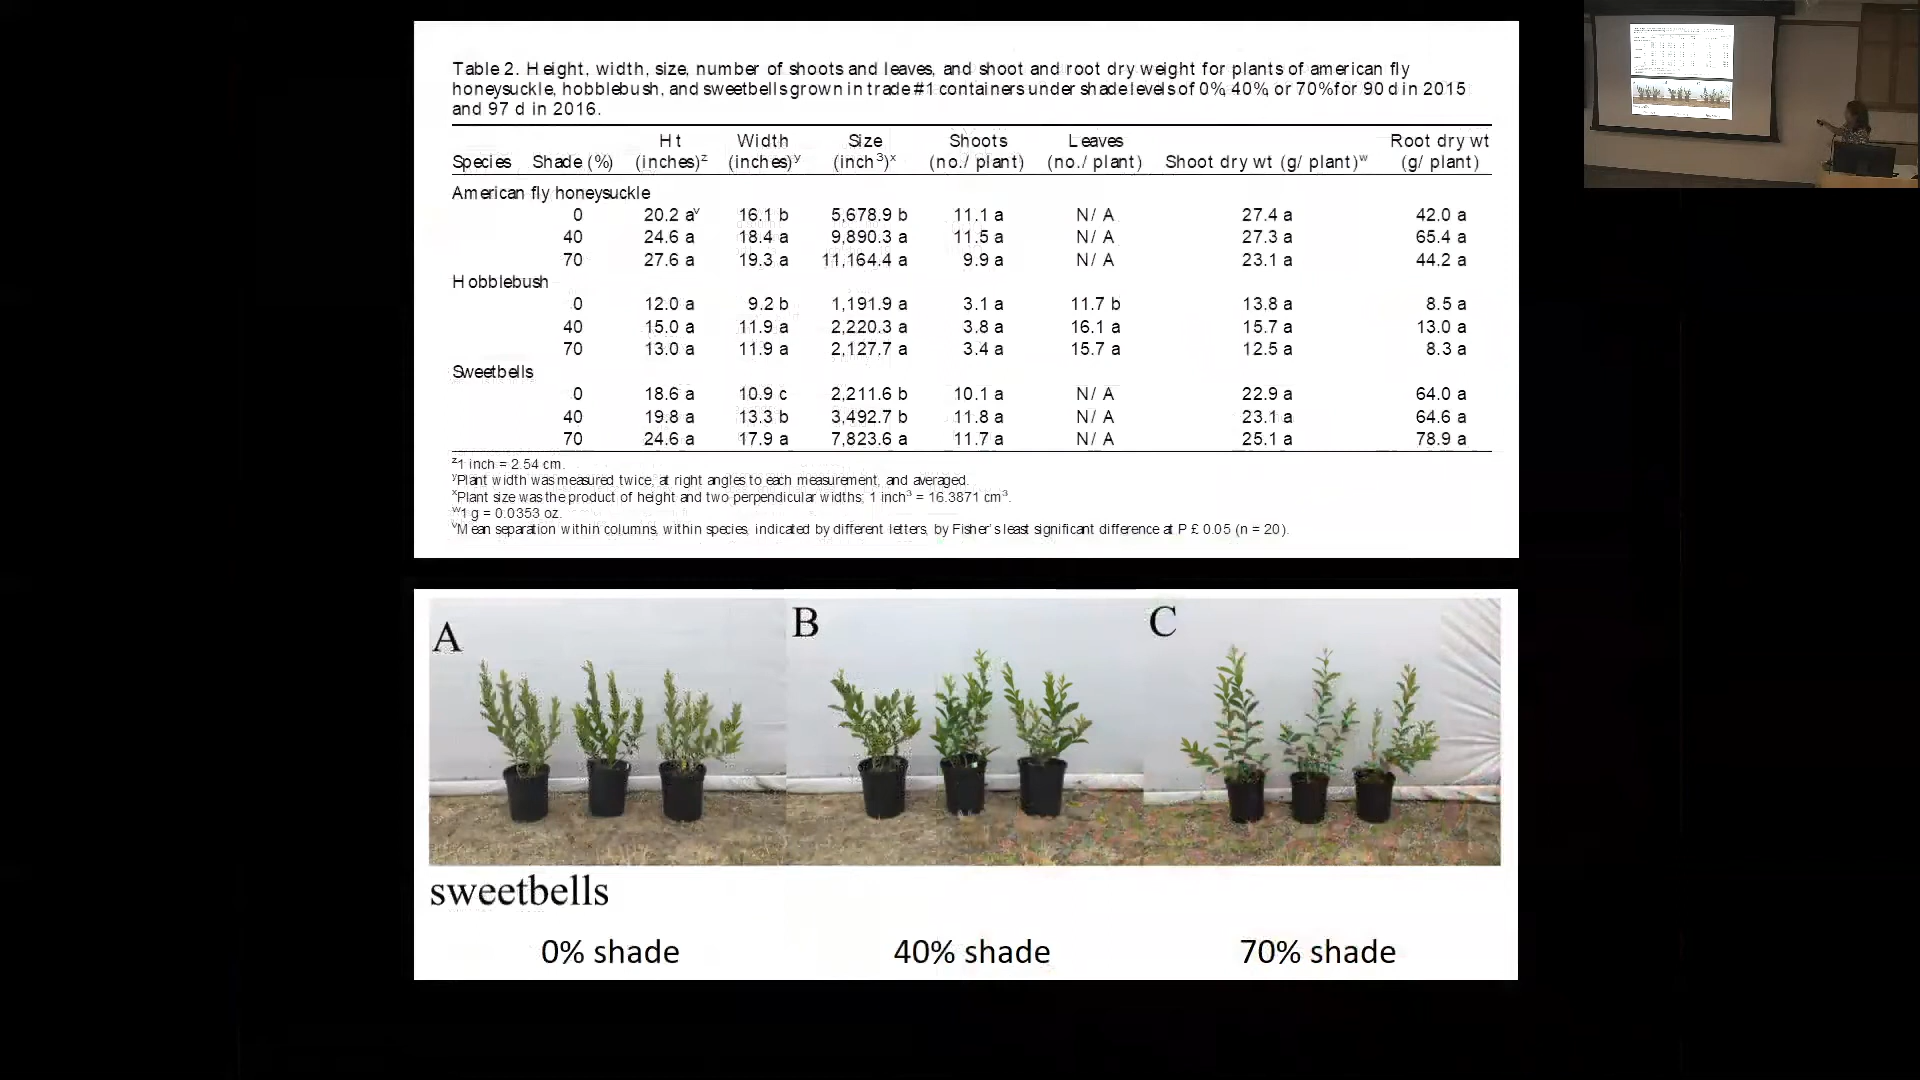 Table 2. Height, width, size, number of shoots and leaves, and shoot and root dry weight for plants of american fly
honeysuckle, hobblebush, and sweetbells grown in trade #1 containers under shade levels of 0%, 40%, or 70% for 90 d in 2015
and 97 d in 2016.
Ht Width Size Shoots Leaves Root dry wt
Species Shade (%) (inches)z (inches)y (inch3)x (no./ plant) (no./ plant) Shoot dry wt (g/ plant)w (g/ plant)
American fly honeysuckle
0 20.2 av 16.1 b 5,678.9 b 11.1 a N/A 27.4 a 42.0 a
40 24.6 a 18.4 a 9,890.3 a 11.5 a N/A 27.3 a 65.4 a
70 27.6 a 19.3 a 11,164.4 a 9.9 a N/A 23.1 a 44.2 a
Hobblebush
0 12.0 a 9.2 b 1,191.9 a 3.1 a 11.7 b 13.8 a 8.5 a
40 15.0 a 11.9 a 2,220.3 a 3.8 a 16.1 a 15.7 a 13.0 a
70 13.0 a 11.9 a 2,127.7 a 3.4 a 15.7 a 12.5 a 8.3 a
Sweetbells
0 18.6 a 10.9 c 2,211.6 b 10.1 a N/A 22.9 a 64.0 a
40 19.8 a 13.3 b 3,492.7 b 11.8 a N/A 23.1 a 64.6 a
70 24.6 a 17.9 a 7,823.6 a 11.7 a N/A 25.1 a 78.9 a
z1 inch = 2.54 cm.
yPlant width was measured twice, at right angles to each measurement, and averaged.
xPlant size was the product of height and two perpendicular widths; 1 inch3 = 16.3871 cm3.
w1 g = 0.0353 oz.
vMean separation within columns, within species, indicated by different letters, by Fisher's least significant difference at P £ 0.05 (n = 20).
A B C
sweetbells
0% shade 40% shade 70% shade